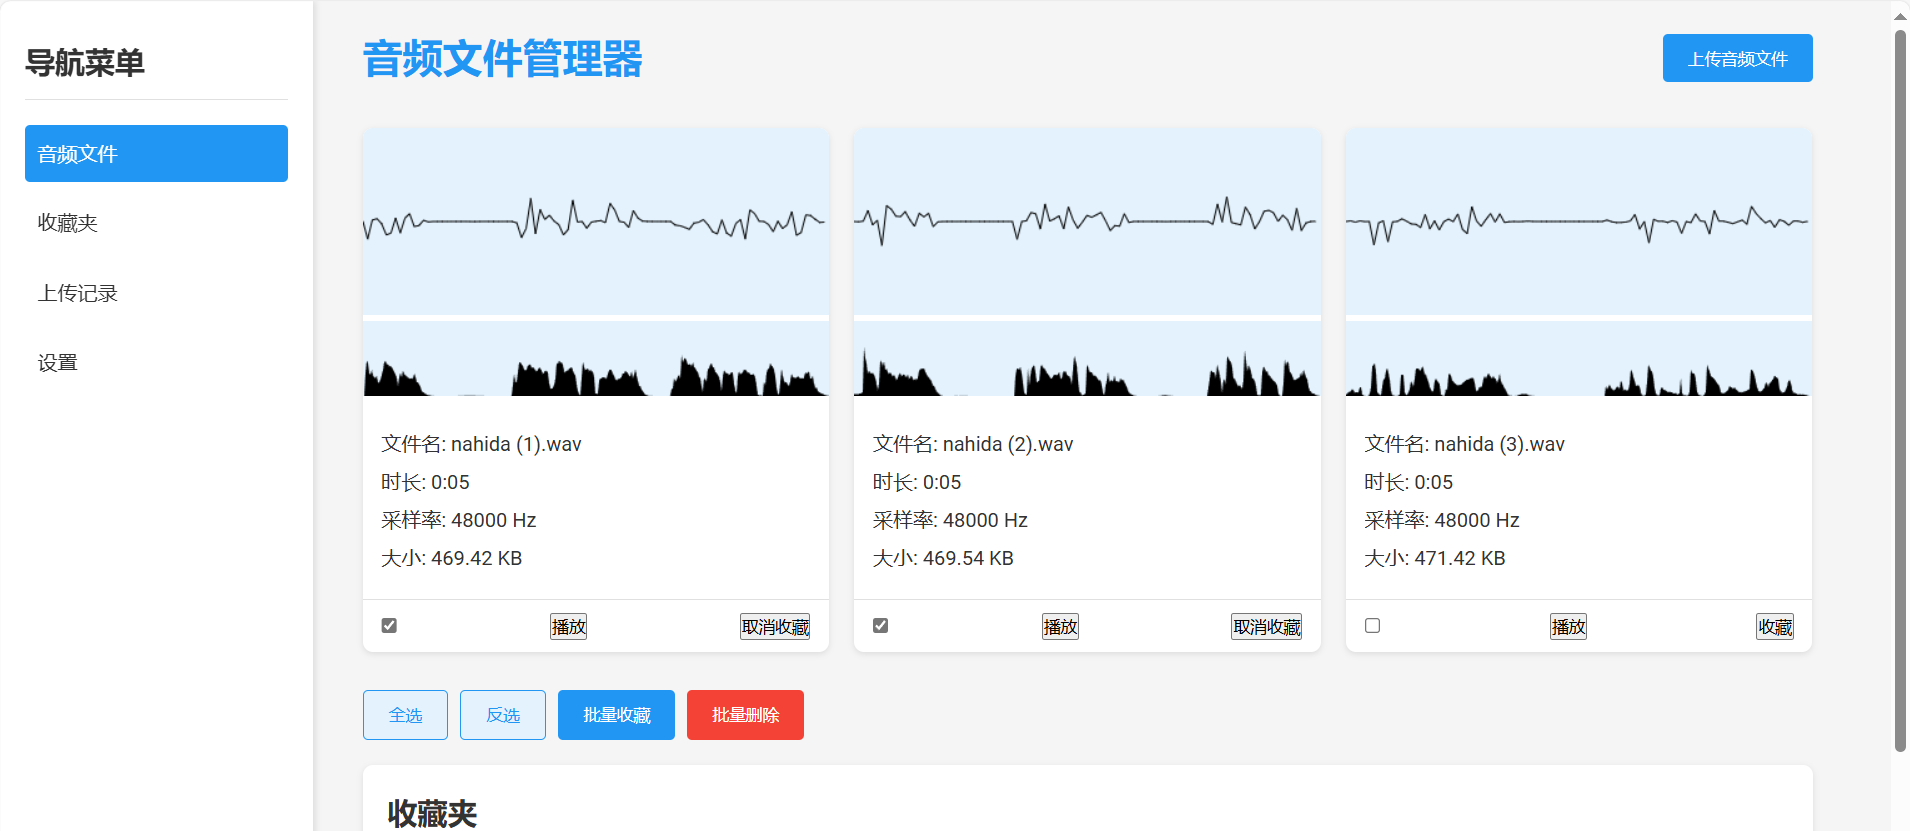 导航菜单
音频文件
收藏夹
上传记录
设置
音频文件管理器
上传音频文件
文件名: nahida (1).wav
时长: 0:05
采样率: 48000 Hz
大小: 469.42 KB
播放
取消收藏
文件名: nahida (2).wav
时长: 0:05
采样率: 48000 Hz
大小: 469.54 KB
播放
取消收藏
文件名: nahida (3).wav
时长: 0:05
采样率: 48000 Hz
大小: 471.42 KB
播放
收藏
全选
反选
批量收藏
批量删除
收藏夹